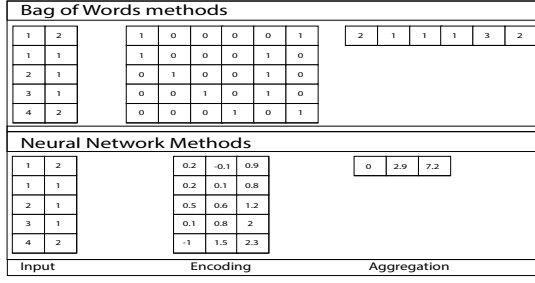 Bag of Words methods
1 2 1 0 0 0 0 1 2 1 1 1 3 2
1 1 1 0 0 0 1 0
2 1 0 1 0 0 1 0
3 1 0 0 1 0 1 0
4 2 0 0 0 1 0 1
Neural Network Methods
1 2 0.2 -0.1 0.9 0 2.9 7.2
1 1 0.2 0.1 0.8
2 1 0.5 0.6 1.2
3 1 0.1 0.8 2
4 2 -1 1.5 2.3
Input Encoding Aggregation